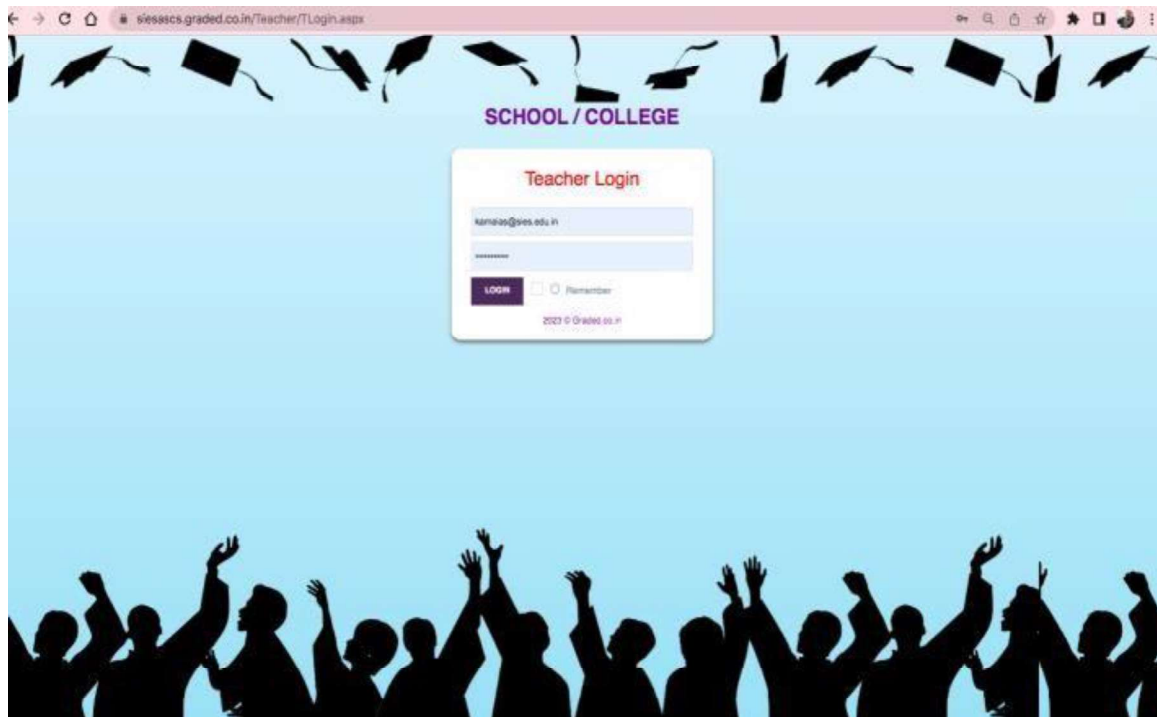 siesascs.graded.co.in/Teacher/TLogin.aspx
SCHOOL / COLLEGE
Teacher Login
kamalas@sies.edu.in
LOGIN Remember
2023 © Graded.co.in